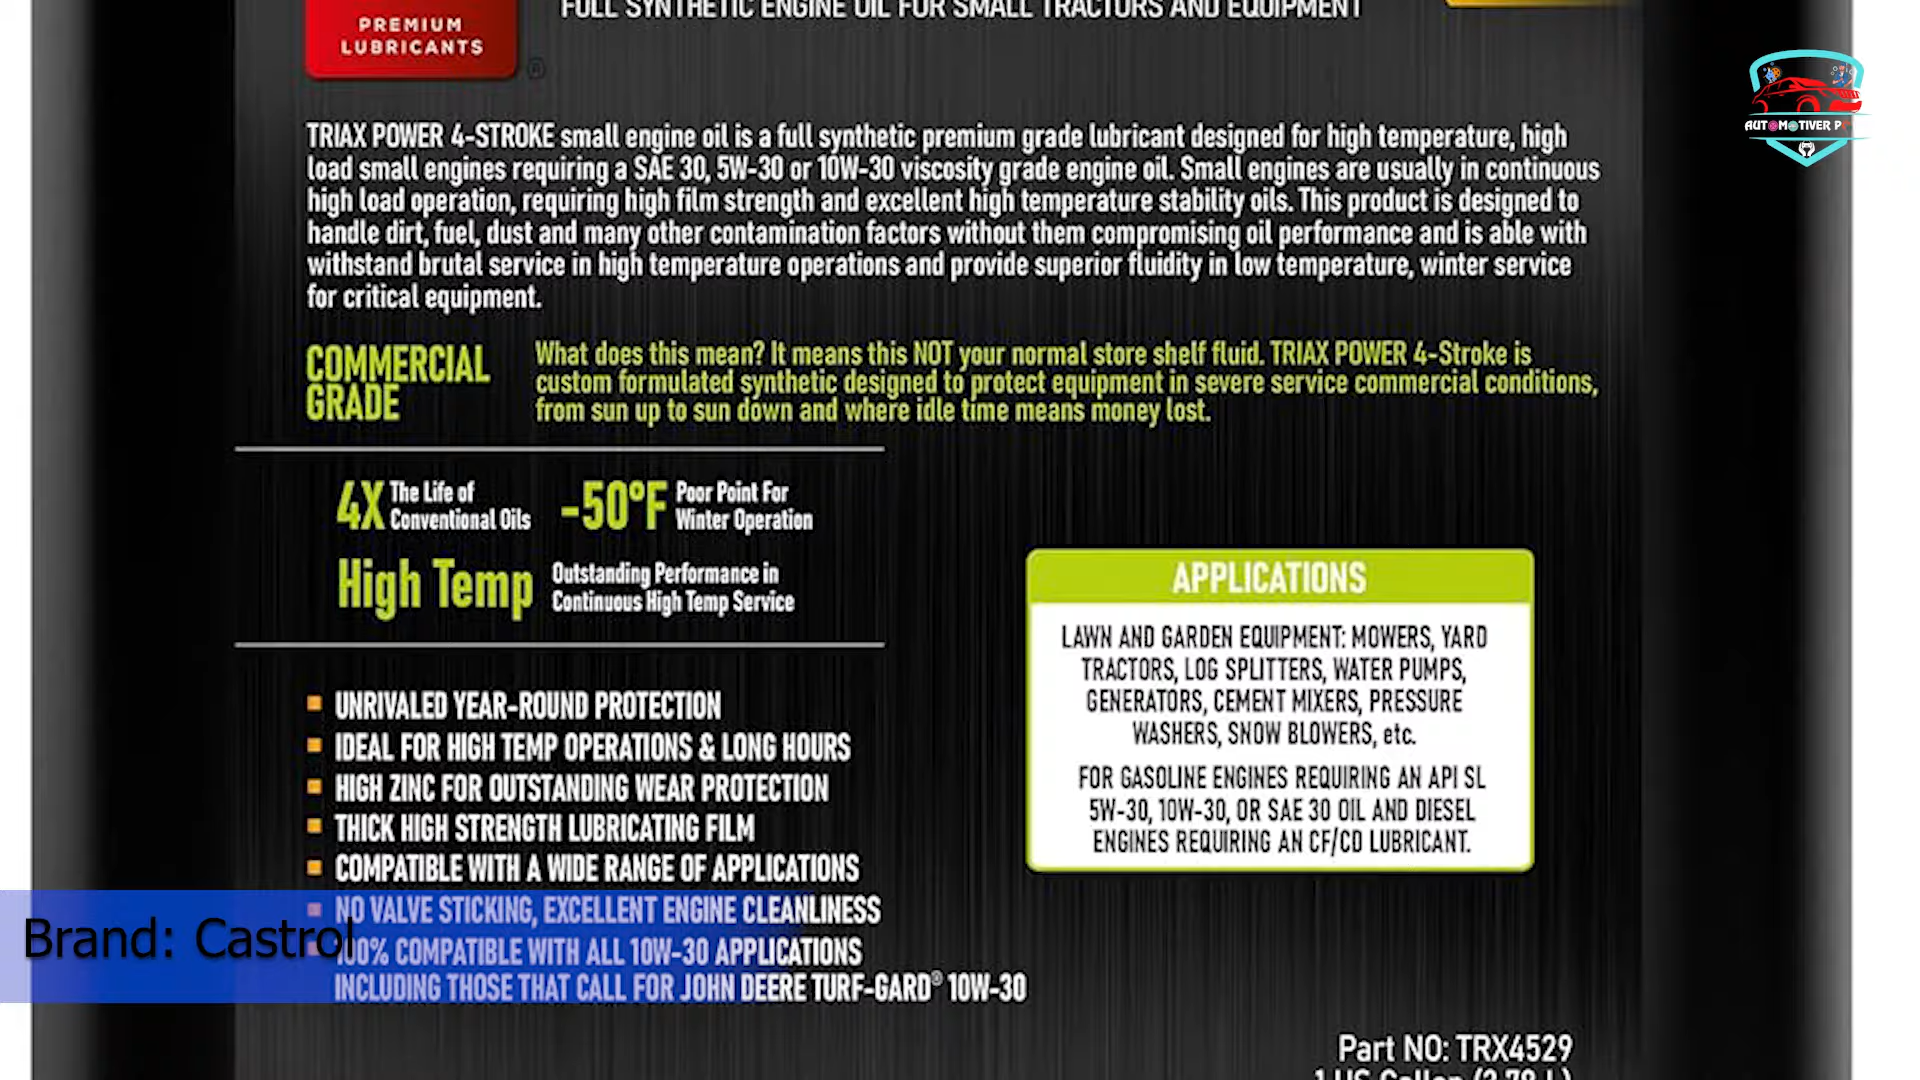 PREMIUM
LUBRICANTS
®
FULL SYNTHETIC ENGINE OIL FOR SMALL TRACTORS AND EQUIPMENT
TRIAX POWER 4-STROKE small engine oil is a full synthetic premium grade lubricant designed for high temperature, high
load small engines requiring a SAE 30, 5W-30 or 10W-30 viscosity grade engine oil. Small engines are usually in continuous
high load operation, requiring high film strength and excellent high temperature stability oils. This product is designed to
handle dirt, fuel, dust and many other contamination factors without them compromising oil performance and is able with
withstand brutal service in high temperature operations and provide superior fluidity in low temperature, winter service
for critical equipment.
COMMERCIAL
GRADE
What does this mean? It means this NOT your normal store shelf fluid. TRIAX POWER 4-Stroke is
custom formulated synthetic designed to protect equipment in severe service commercial conditions,
from sun up to sun down and where idle time means money lost.
4X The Life of
Conventional Oils
-50°F Poor Point For
Winter Operation
High Temp Outstanding Performance in
Continuous High Temp Service
UNRIVALED YEAR-ROUND PROTECTION
IDEAL FOR HIGH TEMP OPERATIONS & LONG HOURS
HIGH ZINC FOR OUTSTANDING WEAR PROTECTION
THICK HIGH STRENGTH LUBRICATING FILM
COMPATIBLE WITH A WIDE RANGE OF APPLICATIONS
NO VALVE STICKING, EXCELLENT ENGINE CLEANLINESS
100% COMPATIBLE WITH ALL 10W-30 APPLICATIONS
INCLUDING THOSE THAT CALL FOR JOHN DEERE TURF-GARD® 10W-30
APPLICATIONS
LAWN AND GARDEN EQUIPMENT: MOWERS, YARD
TRACTORS, LOG SPLITTERS, WATER PUMPS,
GENERATORS, CEMENT MIXERS, PRESSURE
WASHERS, SNOW BLOWERS, etc.
FOR GASOLINE ENGINES REQUIRING AN API SL
5W-30, 10W-30, OR SAE 30 OIL AND DIESEL
ENGINES REQUIRING AN CF/CD LUBRICANT.
Part NO: TRX4529
1 US Gallon (3.78 L)
Brand: Castrol
AUTOMOTIVER P